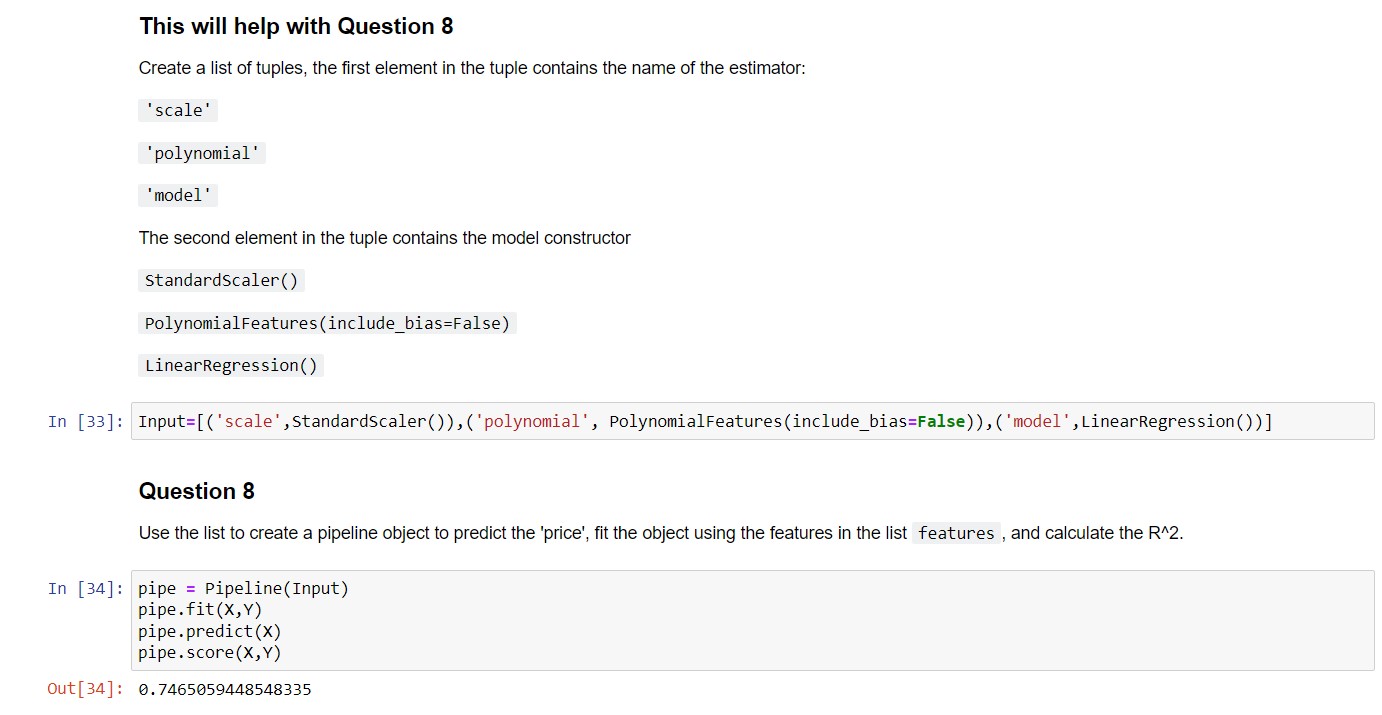 This will help with Question 8
Create a list of tuples, the first element in the tuple contains the name of the estimator:
'scale'
'polynomial'
'model'
The second element in the tuple contains the model constructor
StandardScaler()
PolynomialFeatures(include_bias=False)
LinearRegression()
In [33]: Input=[('scale',StandardScaler()),('polynomial', PolynomialFeatures(include_bias=False)),('model',LinearRegression())]
Question 8
Use the list to create a pipeline object to predict the 'price', fit the object using the features in the list features , and calculate the R^2.
In [34]: pipe = Pipeline(Input)
pipe.fit(X,Y)
pipe.predict(X)
pipe.score(X,Y)
Out[34]: 0.7465059448548335